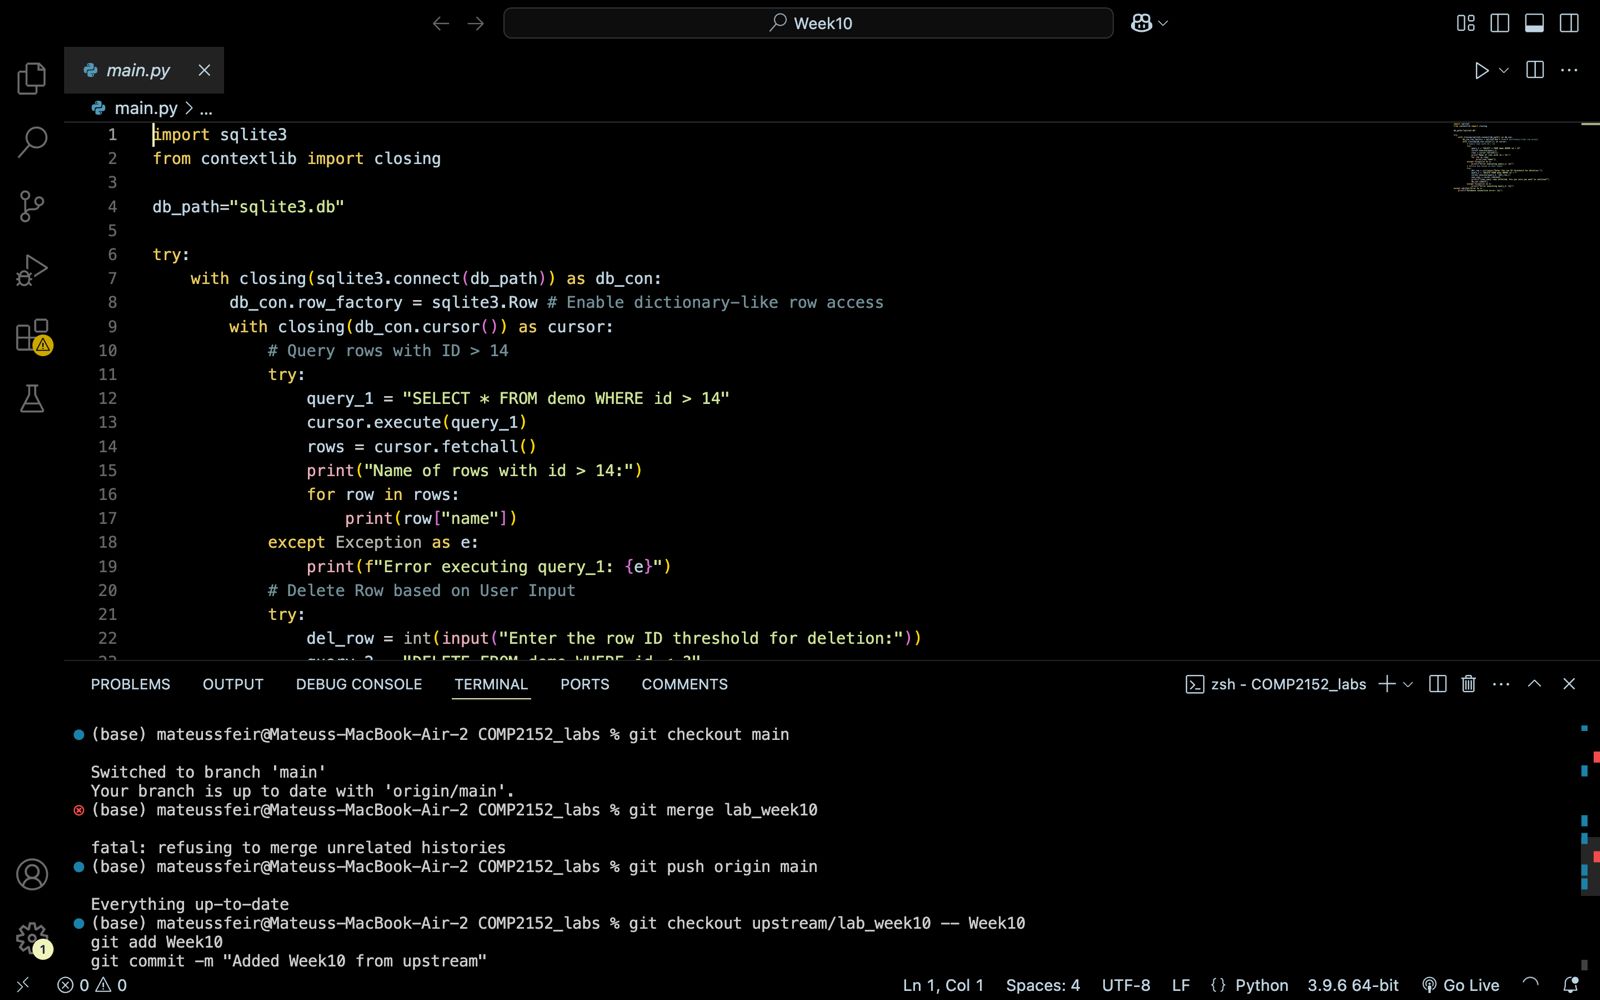 Week10
main.py
main.py > ...
1 import sqlite3
2 from contextlib import closing
3
4 db_path="sqlite3.db"
5
6 try:
7     with closing(sqlite3.connect(db_path)) as db_con:
8         db_con.row_factory = sqlite3.Row # Enable dictionary-like row access
9         with closing(db_con.cursor()) as cursor:
10             # Query rows with ID > 14
11             try:
12                 query_1 = "SELECT * FROM demo WHERE id > 14"
13                 cursor.execute(query_1)
14                 rows = cursor.fetchall()
15                 print("Name of rows with id > 14:")
16                 for row in rows:
17                     print(row["name"])
18             except Exception as e:
19                 print(f"Error executing query_1: {e}")
20             # Delete Row based on User Input
21             try:
22                 del_row = int(input("Enter the row ID threshold for deletion:"))
PROBLEMS OUTPUT DEBUG CONSOLE TERMINAL PORTS COMMENTS zsh - COMP2152_labs
(base) mateussfeir@Mateuss-MacBook-Air-2 COMP2152_labs % git checkout main
Switched to branch 'main'
Your branch is up to date with 'origin/main'.
(base) mateussfeir@Mateuss-MacBook-Air-2 COMP2152_labs % git merge lab_week10
fatal: refusing to merge unrelated histories
(base) mateussfeir@Mateuss-MacBook-Air-2 COMP2152_labs % git push origin main
Everything up-to-date
(base) mateussfeir@Mateuss-MacBook-Air-2 COMP2152_labs % git checkout upstream/lab_week10 -- Week10
git add Week10
git commit -m "Added Week10 from upstream"
1
0 0 Ln 1, Col 1 Spaces: 4 UTF-8 LF {} Python 3.9.6 64-bit Go Live